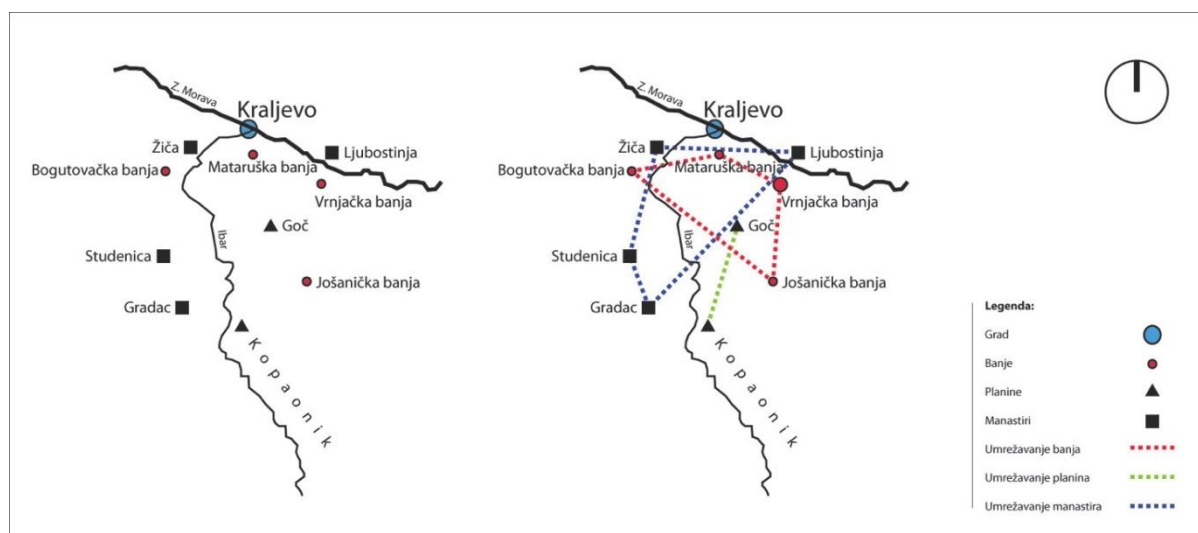 Z. Morava
Kraljevo
Žiča
Ljubostinja
Bogutovačka banja
Mataruška banja
Vrnjačka banja
Goč
Ibar
Studenica
Jošanička banja
Gradac
Kopaonik
Z. Morava
Kraljevo
Žiča
Ljubostinja
Bogutovačka banja
Mataruška banja
Vrnjačka banja
Goč
Ibar
Studenica
Jošanička banja
Gradac
Kopaonik
Legenda:
Grad
Banje
Planine
Manastiri
Umrežavanje banja
Umrežavanje planina
Umrežavanje manastira